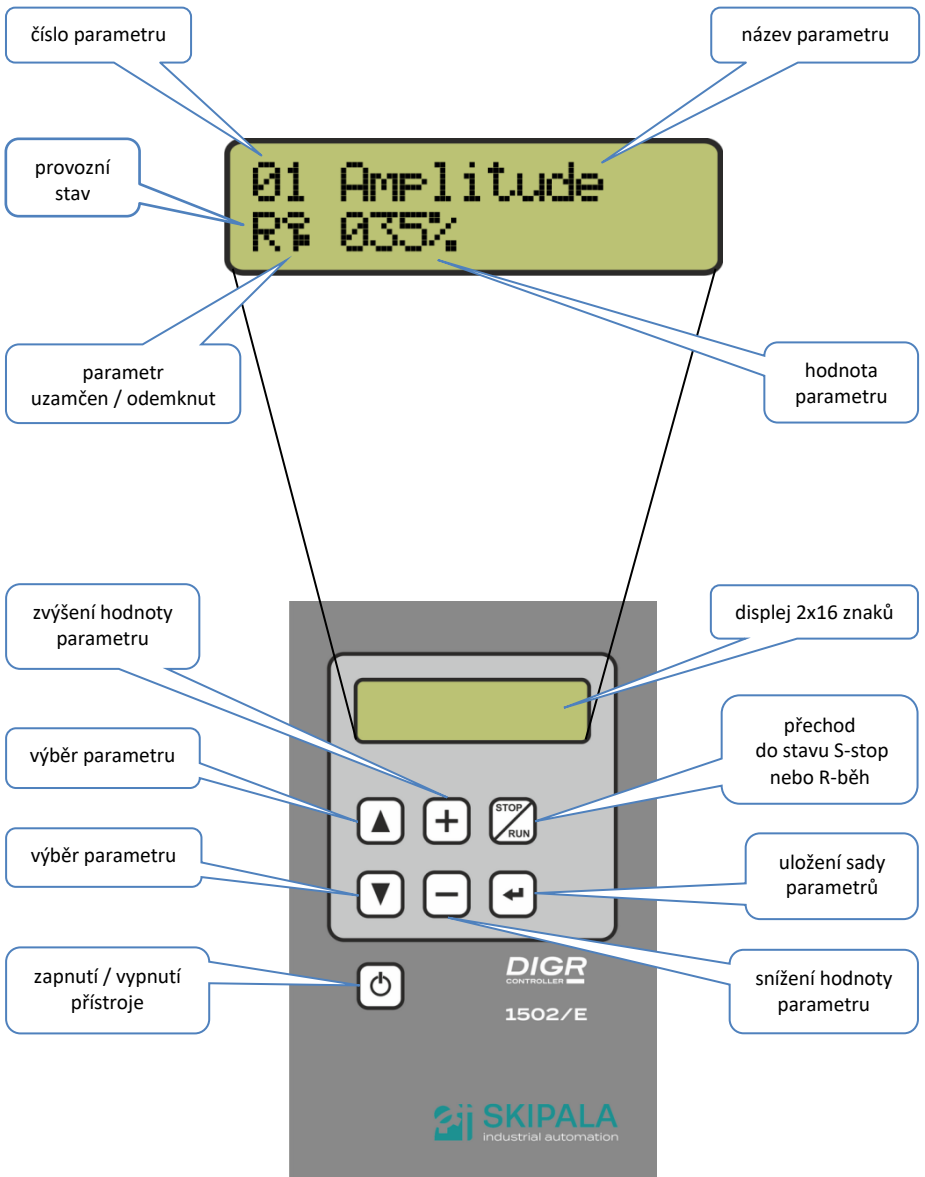 číslo parametru
název parametru
provozní
stav
01 Amplitude
R 035%
parametr
uzamčen / odemknut
hodnota
parametru
zvýšení hodnoty
parametru
displej 2x16 znaků
výběr parametru
přechod
do stavu S-stop
nebo R-běh
STOP
RUN
výběr parametru
uložení sady
parametrů
zapnutí / vypnutí
přístroje
DIGR
CONTROLLER
1502/E
snížení hodnoty
parametru
SKIPALA
industrial automation